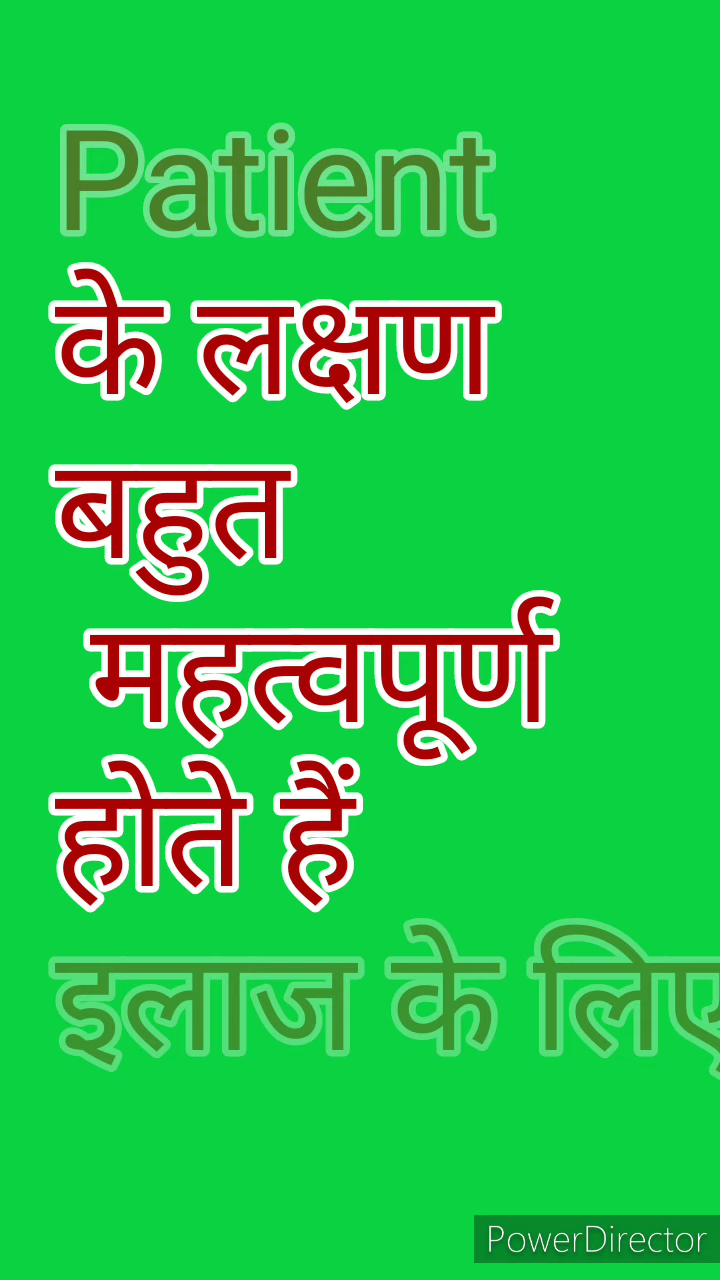 Patient
के लक्षण
बहुत
महत्वपूर्ण
होते हैं
इलाज के लिए
PowerDirector